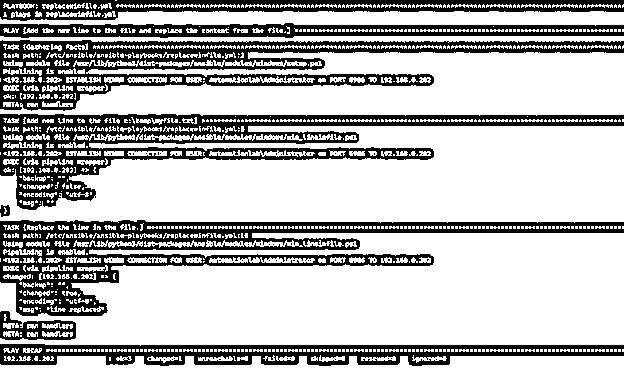 PLAYBOOK: replacewinfile.yml ****
1 plays in replacewinfile.yml
PLAY [Add the new line to the file and replace the content from the file.] ****
TASK [Gathering Facts] ****
task path: /etc/ansible/ansible-playbooks/replacewinfile.yml:
Using module file /usr/lib/python3/dist-packages/ansible/modules/windows/setup.ps1
Pipelining is enabled.
<192.168.0.202> ESTABLISH WINRM CONNECTION FOR USER: Automationlab\Administrator on PORT 5986 TO 192.168.0.202
EXEC (via pipeline wrapper)
ok: [192.168.0.202]
META: ran handlers
TASK [Add new line to the file c:\temp\myfile.txt] ****
task path: /etc/ansible/ansible-playbooks/replacewinfile.yml:
Using module file /usr/lib/python3/dist-packages/ansible/modules/windows/win_lineinfile.ps1
Pipelining is enabled.
<192.168.0.202> ESTABLISH WINRM CONNECTION FOR USER: Automationlab\Administrator on PORT 5986 TO 192.168.0.202
EXEC (via pipeline wrapper)
ok: [192.168.0.202] => {
"backup": "",
"changed": false,
"encoding": "utf-8",
"msg": ""
}
TASK [Replace the line in the file.] ****
task path: /etc/ansible/ansible-playbooks/replacewinfile.yml:
Using module file /usr/lib/python3/dist-packages/ansible/modules/windows/win_lineinfile.ps1
Pipelining is enabled.
<192.168.0.202> ESTABLISH WINRM CONNECTION FOR USER: Automationlab\Administrator on PORT 5986 TO 192.168.0.202
EXEC (via pipeline wrapper)
changed: [192.168.0.202] => {
"backup": "",
"changed": true,
"encoding": "utf-8",
"msg": "line replaced"
}
META: ran handlers
META: ran handlers
PLAY RECAP ****
192.168.0.202 : ok=3 changed=1 unreachable=0 failed=0 skipped=0 rescued=0 ignored=0